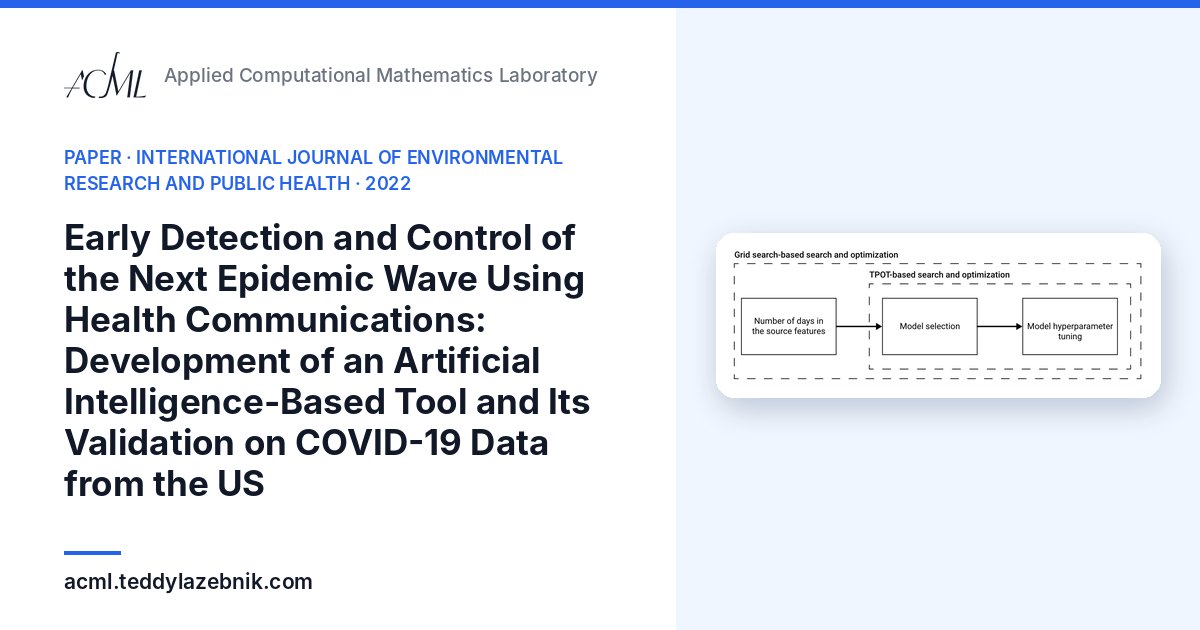 ACML
Applied Computational Mathematics Laboratory
PAPER · INTERNATIONAL JOURNAL OF ENVIRONMENTAL
RESEARCH AND PUBLIC HEALTH · 2022
Early Detection and Control of
the Next Epidemic Wave Using
Health Communications:
Development of an Artificial
Intelligence-Based Tool and Its
Validation on COVID-19 Data
from the US
acml.teddylazebnik.com
Grid search-based search and optimization
TPOT-based search and optimization
Number of days in
the source features
Model selection
Model hyperparameter
tuning